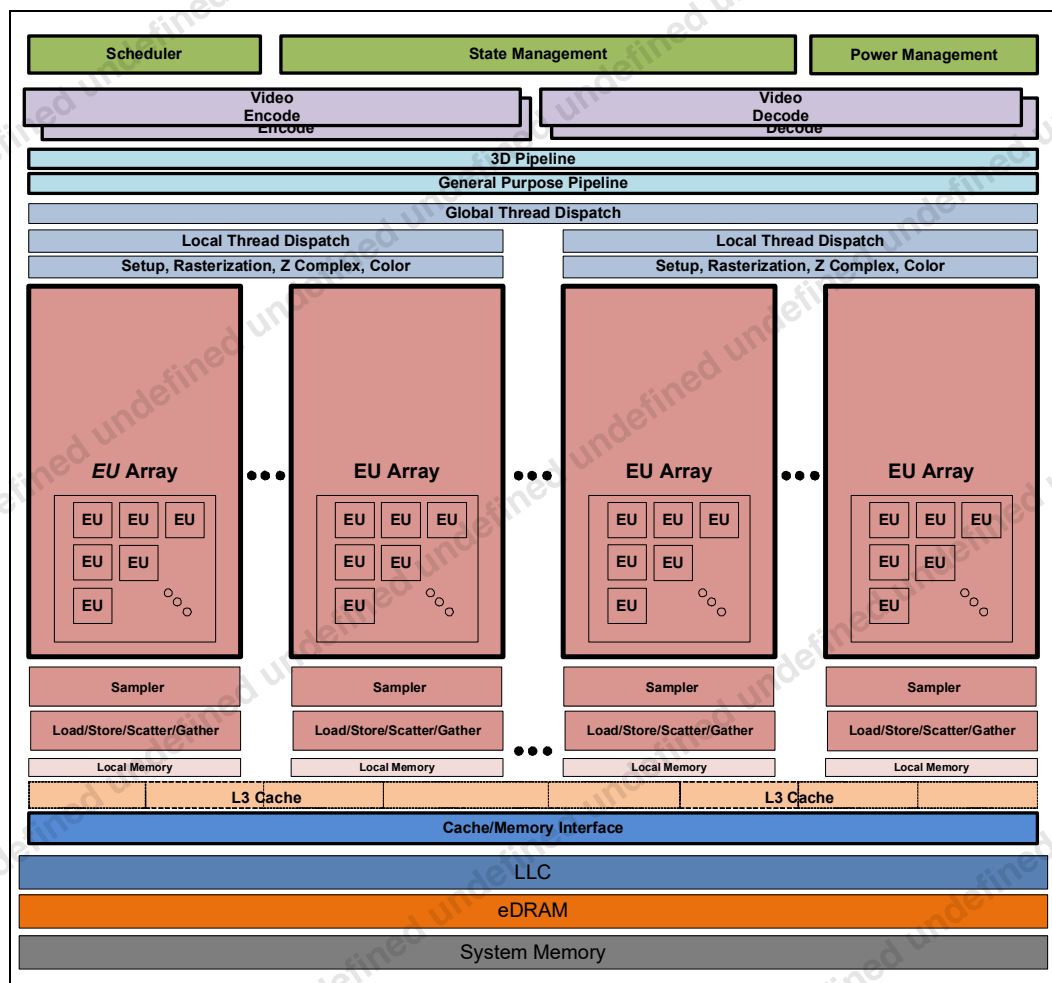 Scheduler
State Management
Power Management
Video
Encode
Encode
Video
Decode
Decode
3D Pipeline
General Purpose Pipeline
Global Thread Dispatch
Local Thread Dispatch
Local Thread Dispatch
Setup, Rasterization, Z Complex, Color
Setup, Rasterization, Z Complex, Color
EU Array
EU Array
EU Array
EU Array
EU EU EU
EU EU EU
EU EU EU
EU EU EU
EU EU
EU EU
EU EU
EU EU
EU
EU
EU
EU
Sampler
Sampler
Sampler
Sampler
Load/Store/Scatter/Gather
Load/Store/Scatter/Gather
Load/Store/Scatter/Gather
Load/Store/Scatter/Gather
Local Memory
Local Memory
Local Memory
Local Memory
L3 Cache
L3 Cache
Cache/Memory Interface
LLC
eDRAM
System Memory
undefined undefined undefined undefined